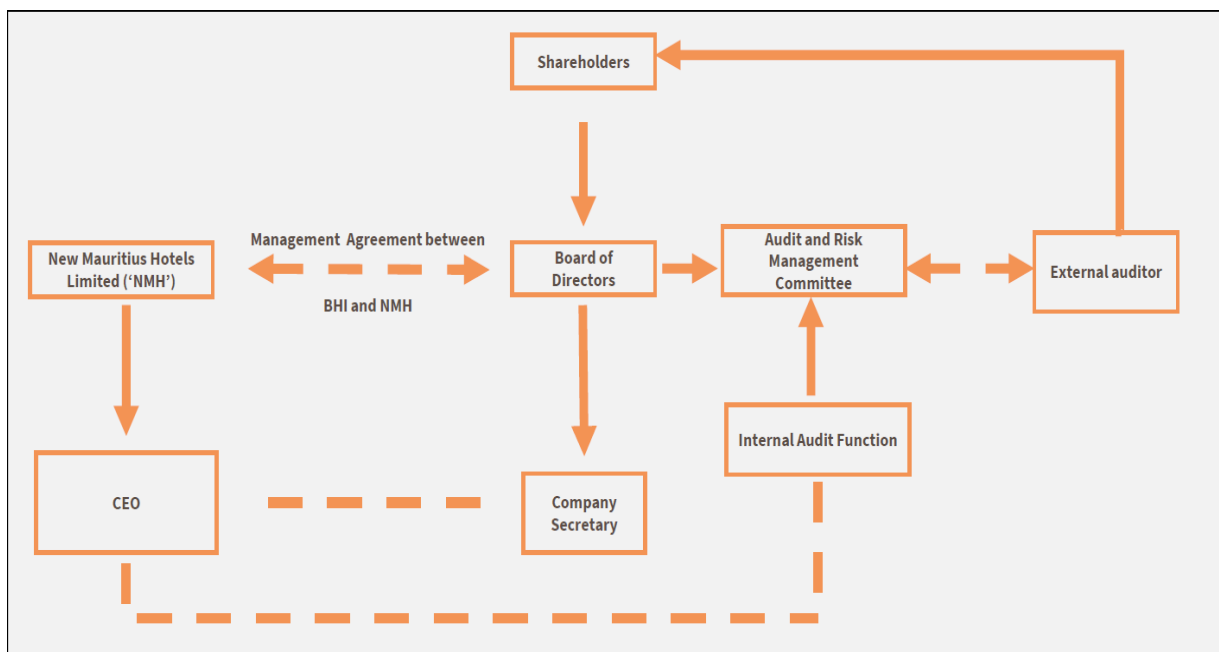 Shareholders
Management Agreement between
New Mauritius Hotels
Limited (‘NMH’)
Board of
Directors
Audit and Risk
Management
Committee
External auditor
BHI and NMH
Internal Audit Function
CEO
Company
Secretary